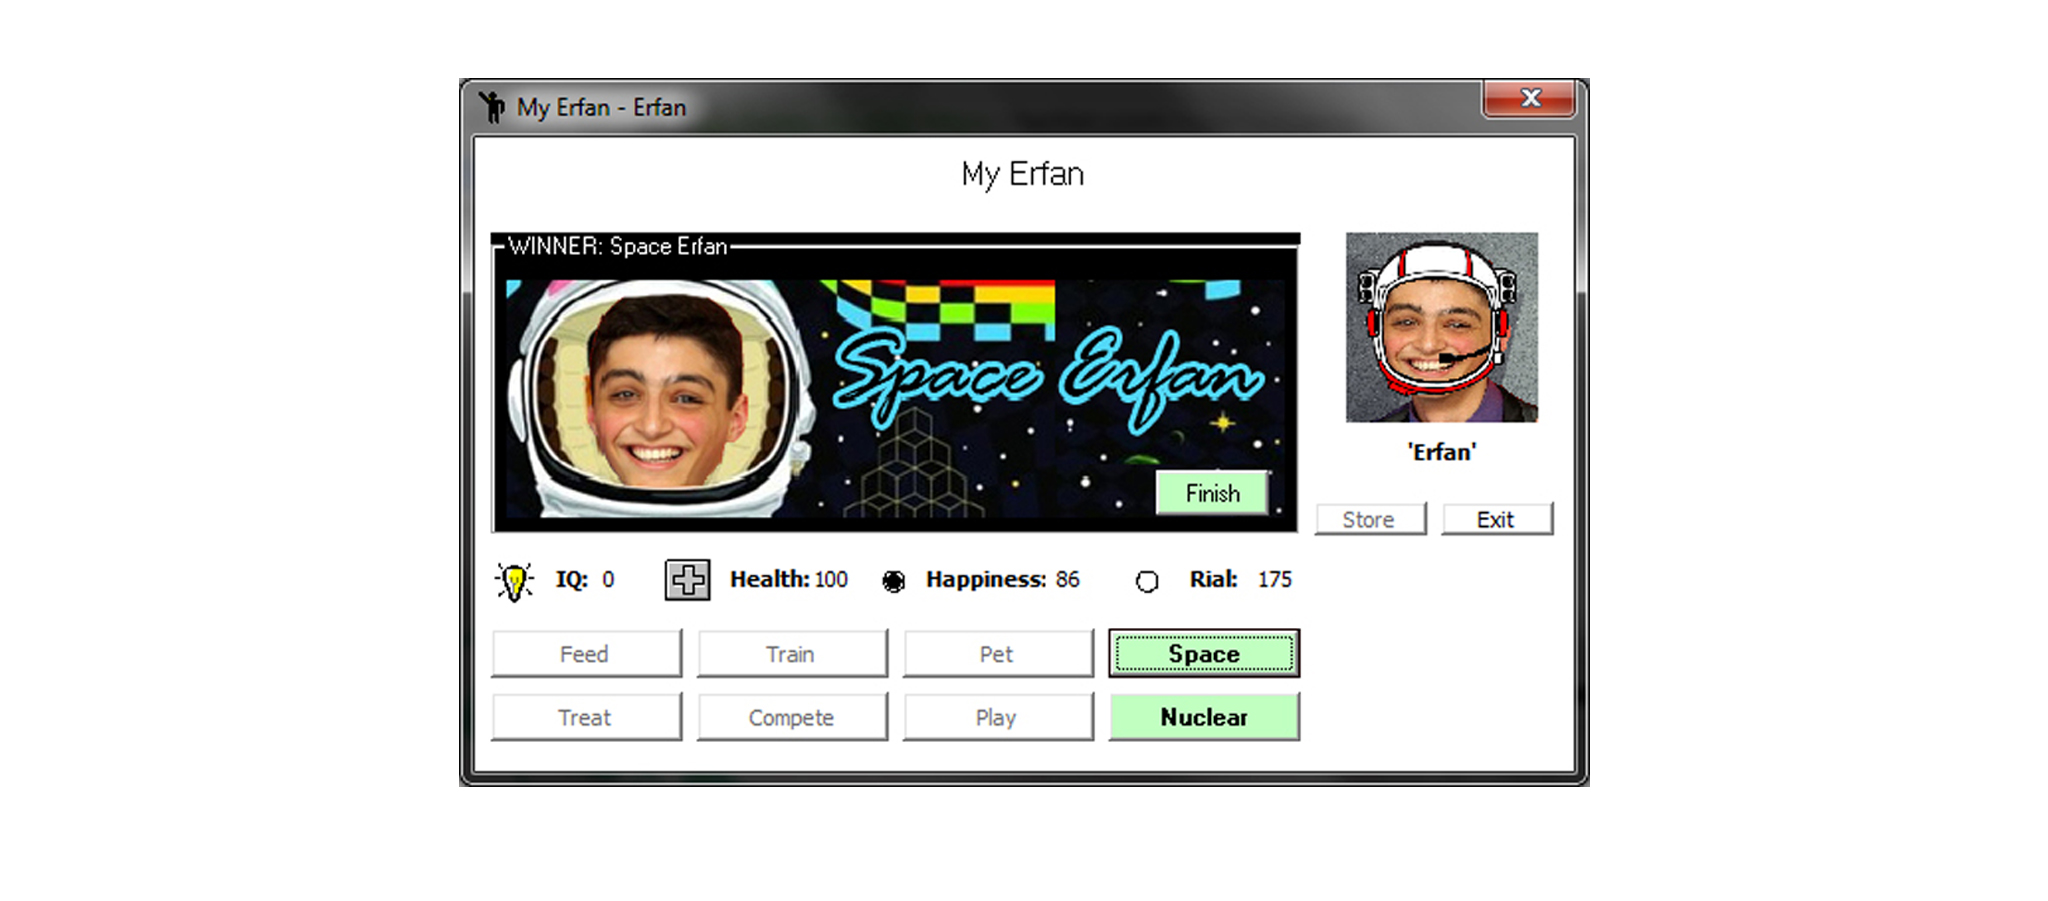 My Erfan - Erfan
My Erfan
WINNER: Space Erfan
Space Erfan
Finish
'Erfan'
Store
Exit
IQ: 0
Health: 100
Happiness: 86
Rial: 175
Feed
Train
Pet
Space
Treat
Compete
Play
Nuclear